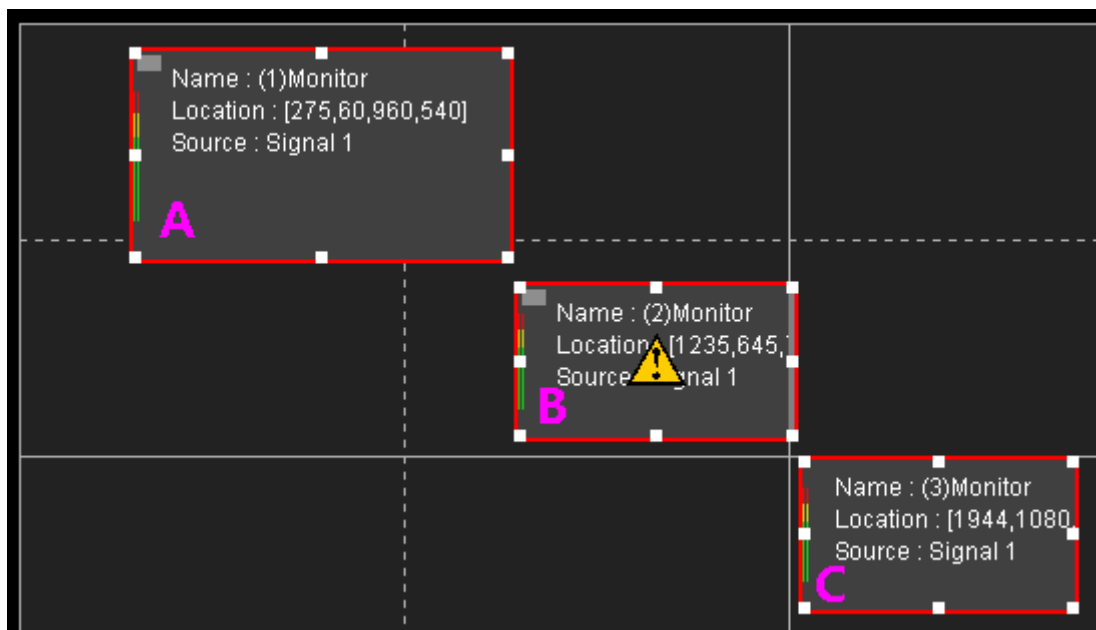 Name : (1)Monitor
Location : [275,60,960,540]
Source : Signal 1
A
Name : (2)Monitor
Location : [1235,645,
Source : Signal 1
B
Name : (3)Monitor
Location : [1944,1080,
Source : Signal 1
C